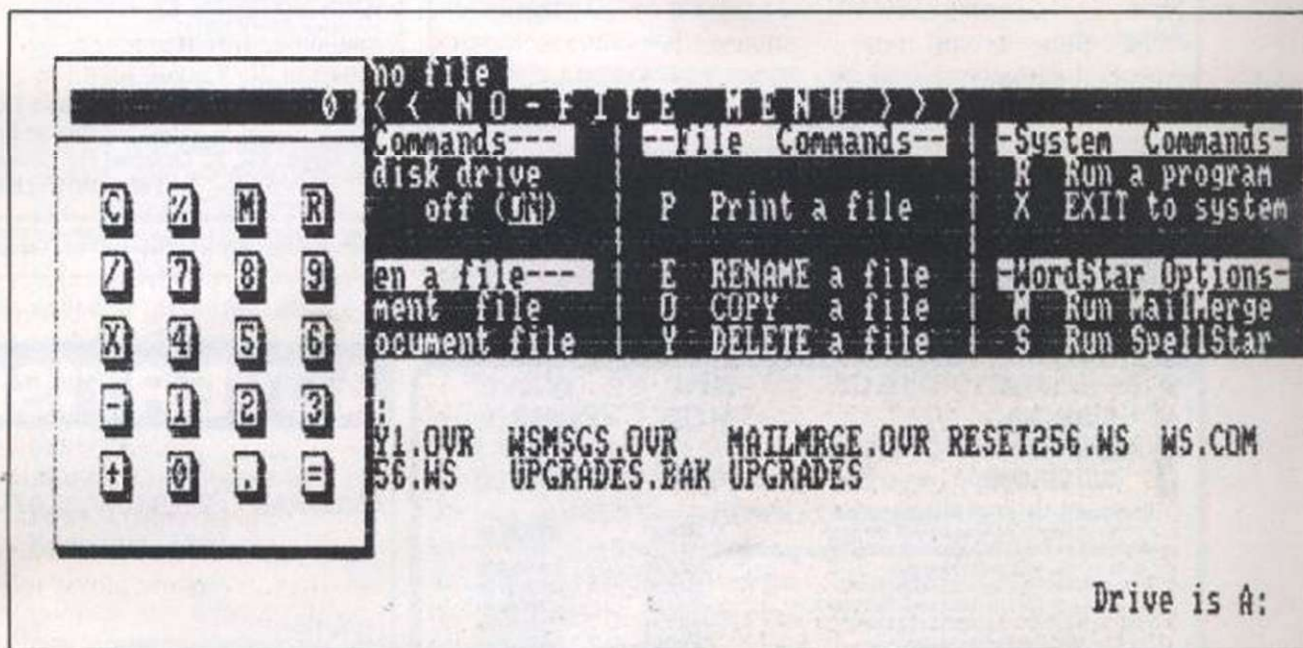 no file
0 < < N O - F I L E M E N U > > >
Commands--- | --File Commands-- | -System Commands-
disk drive | | R Run a program
C % M R off (ON) | P Print a file | X EXIT to system
/ 7 8 9 en a file--- | E RENAME a file | -WordStar Options-
ment file | O COPY a file | M Run MailMerge
X 4 5 6 ocument file | Y DELETE a file | S Run SpellStar
- 1 2 3 :
Y1.OVR WSMSGS.OVR MAILMRGE.OVR RESET256.WS WS.COM
+ 0 . = 56.WS UPGRADES.BAK UPGRADES
Drive is A: